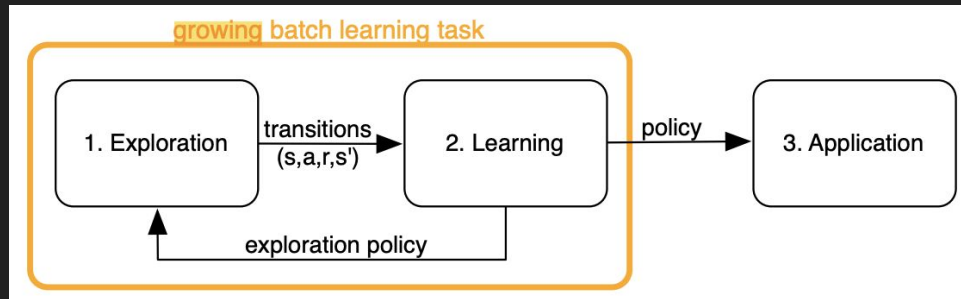 growing batch learning task
1. Exploration
transitions
(s,a,r,s')
2. Learning
policy
3. Application
exploration policy